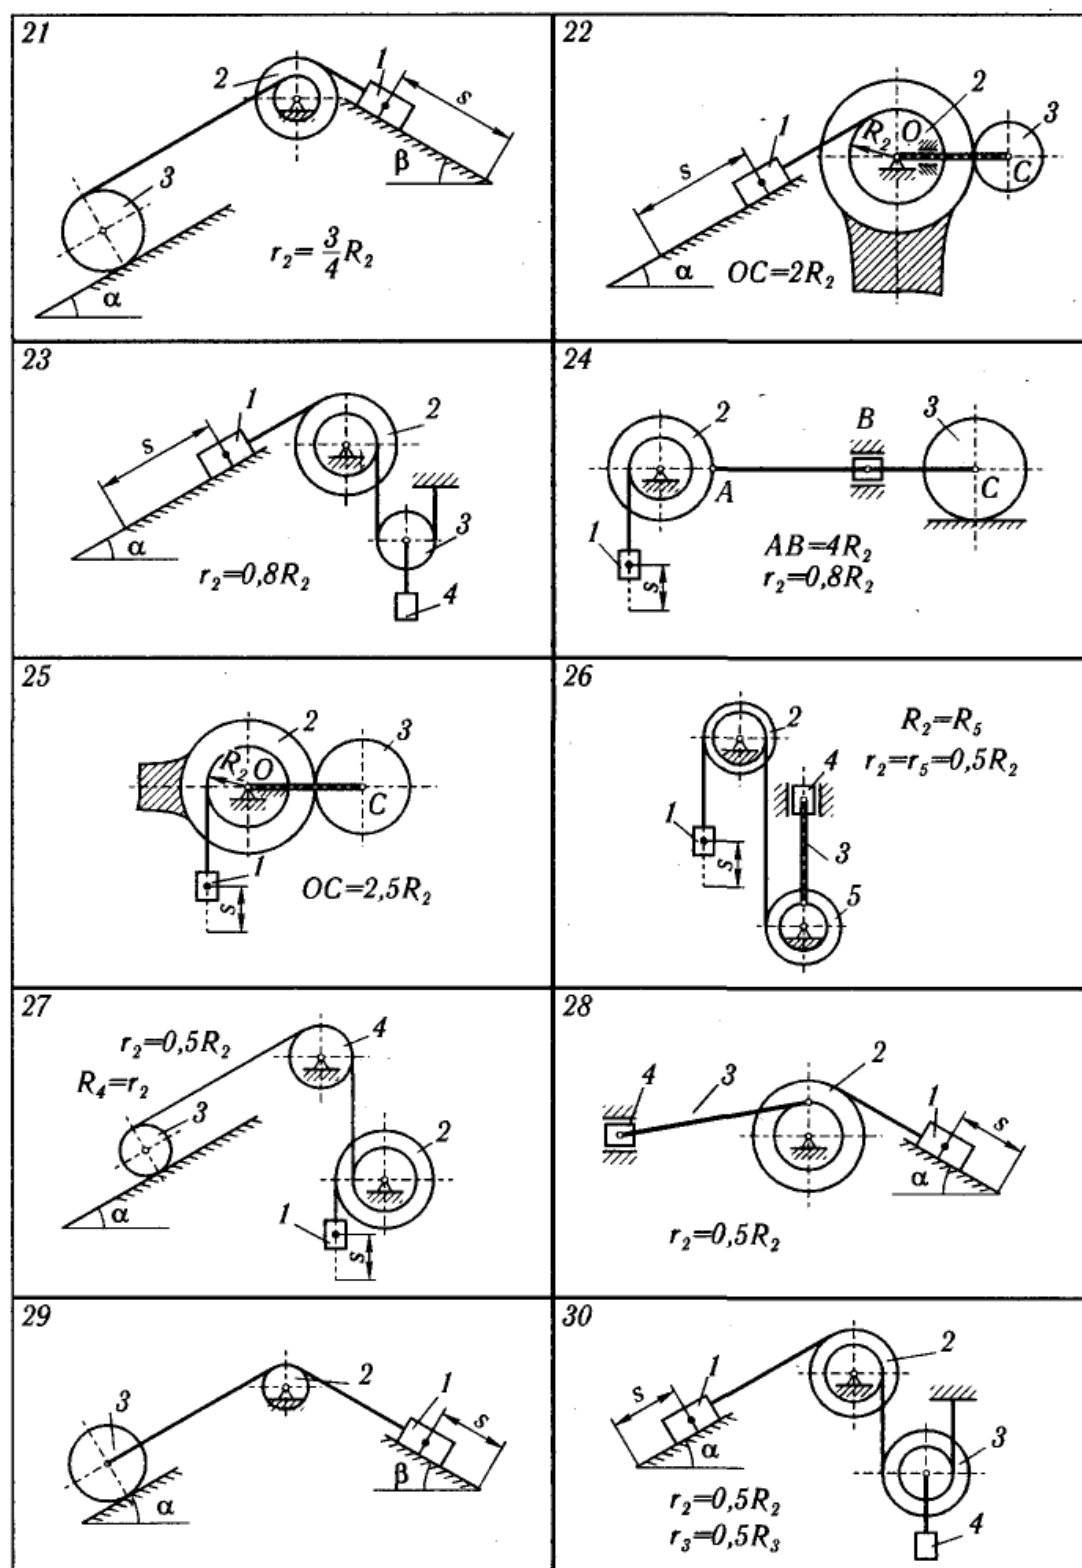 21
2
1
s
3
β
r₂= 3/4 R₂
α
22
2
3
R₂
O
1
C
s
α
OC=2R₂
23
1
2
s
3
α
r₂=0,8R₂
4
24
2
3
B
A
C
1
AB=4R₂
s
r₂=0,8R₂
25
2
3
R₂
O
C
1
s
OC=2,5R₂
26
2
R₂=R₅
4
r₂=r₅=0,5R₂
1
s
3
5
27
r₂=0,5R₂
4
R₄=r₂
3
2
α
1
s
28
2
4
3
1
s
α
r₂=0,5R₂
29
2
3
1
s
β
α
30
2
1
s
α
3
r₂=0,5R₂
r₃=0,5R₃
4